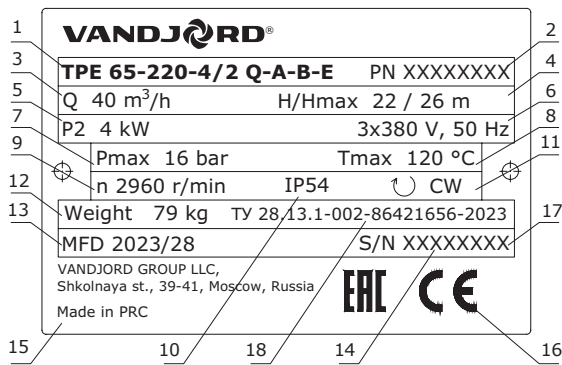 VANDJORD®
1 2
TPE 65-220-4/2 Q-A-B-E PN XXXXXXXX
3 4
Q 40 m³/h H/Hmax 22 / 26 m
5 6
P2 4 kW 3x380 V, 50 Hz
7 8
Pmax 16 bar Tmax 120 °C
9 11
n 2960 r/min IP54 CW
12
Weight 79 kg ТУ 28.13.1-002-86421656-2023
13 17
MFD 2023/28 S/N XXXXXXXX
VANDJORD GROUP LLC,
Shkolnaya st., 39-41, Moscow, Russia
Made in PRC
EAC CE
15 10 18 14 16